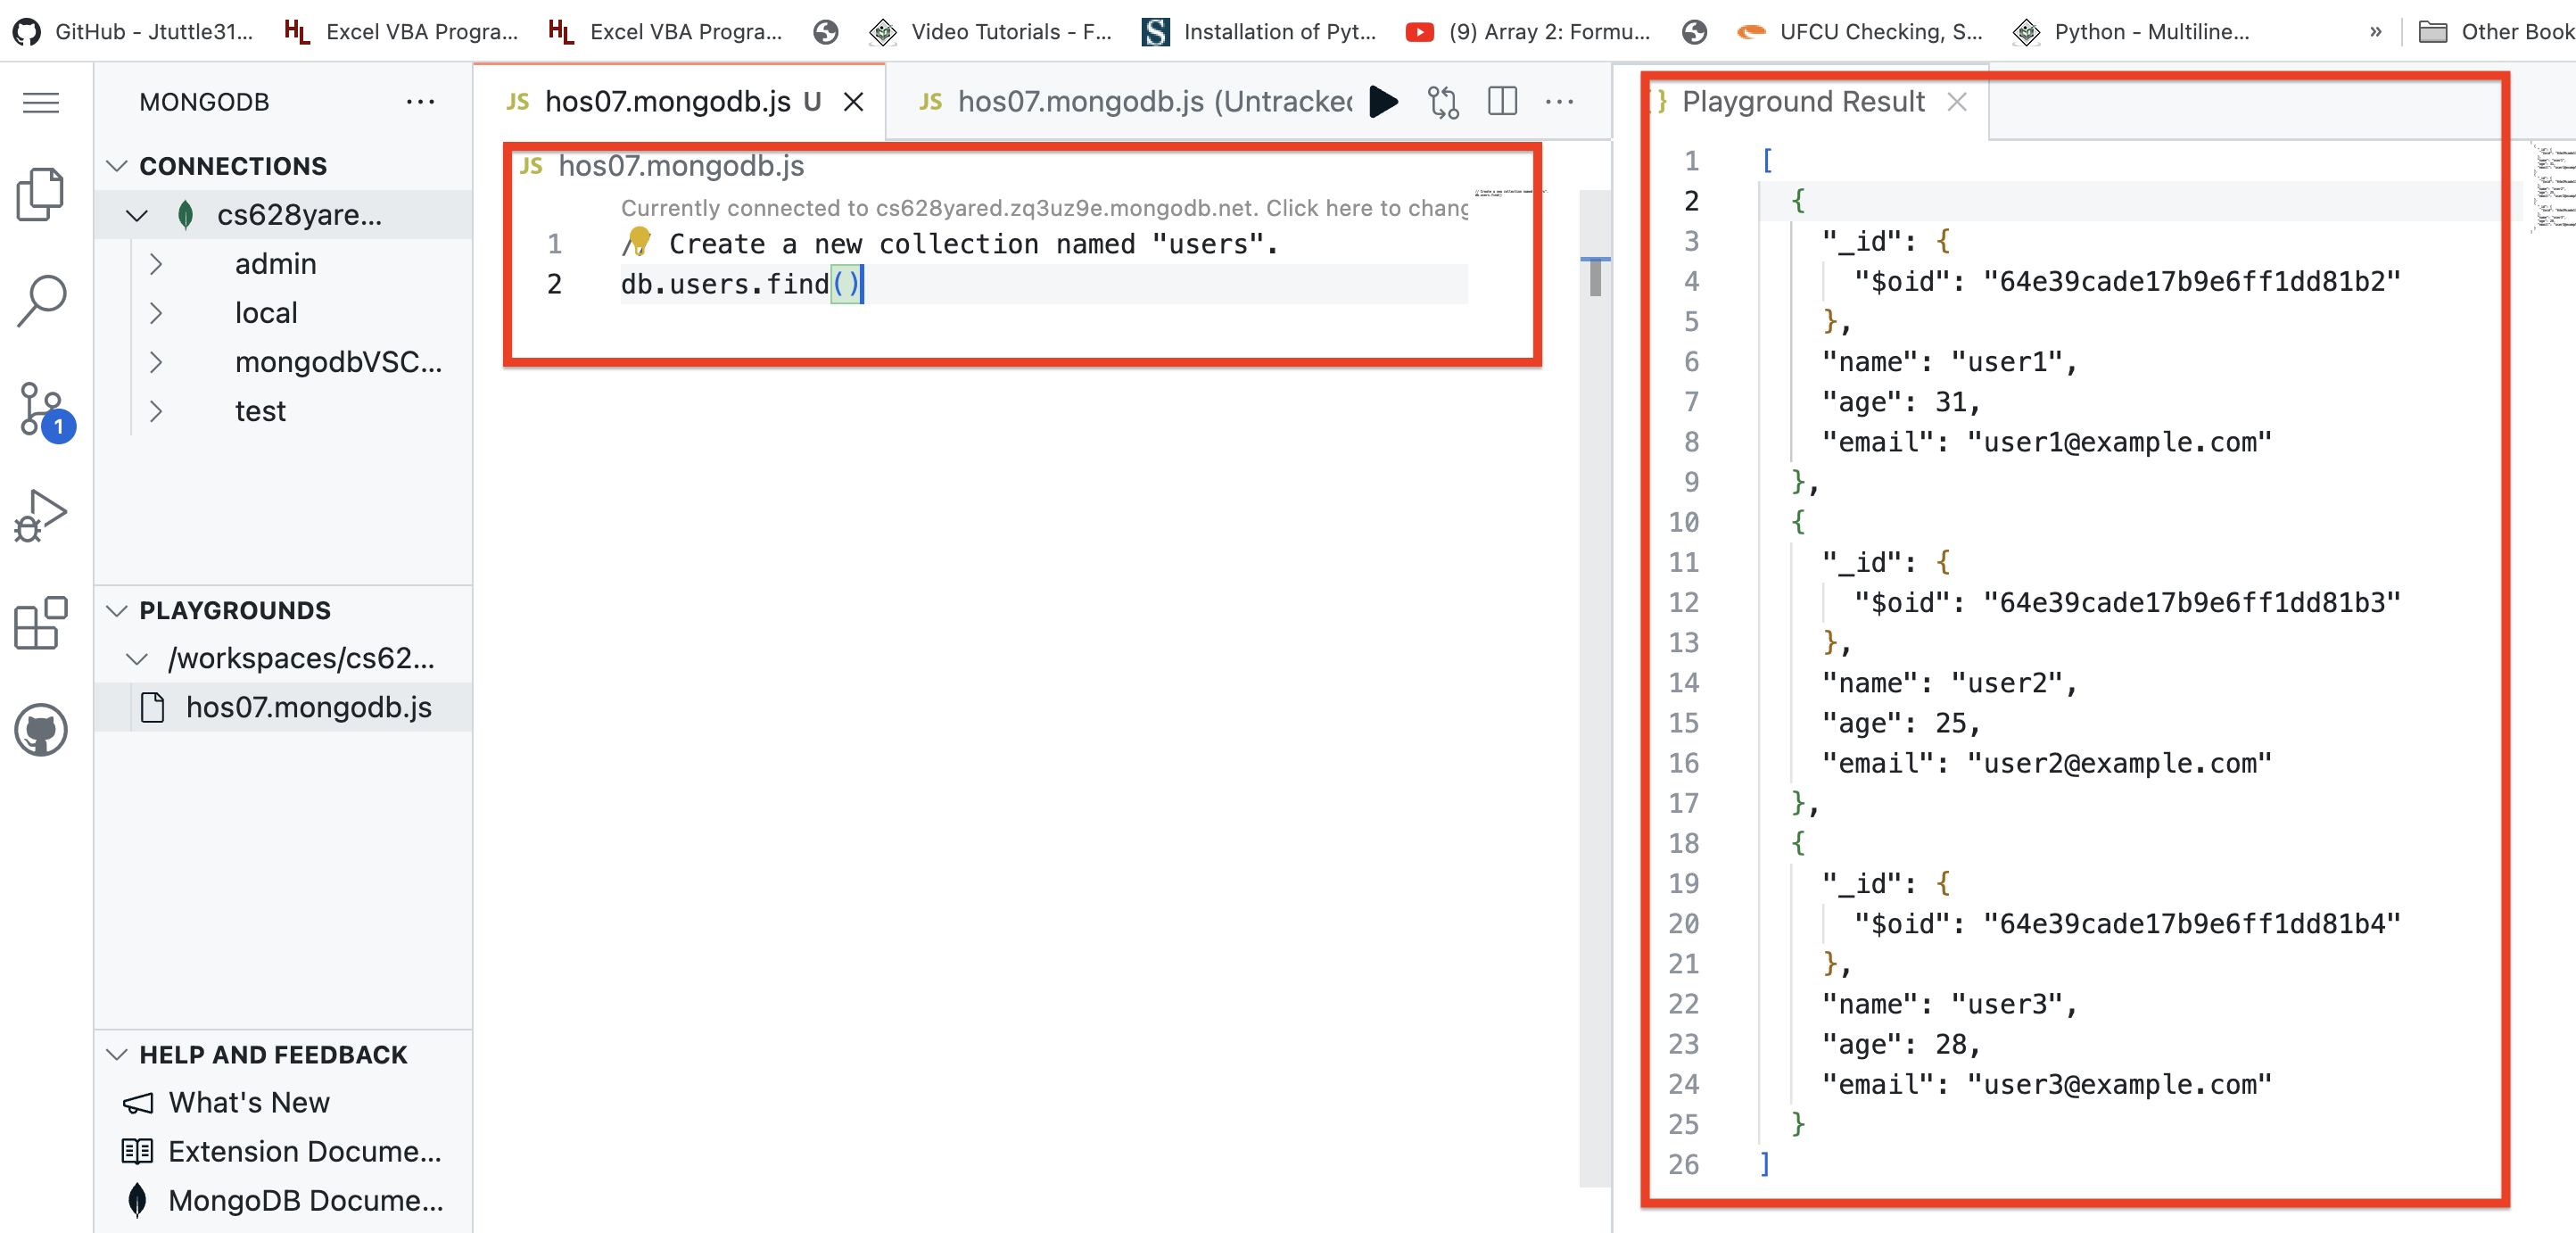 GitHub - Jtuttle31...
HL Excel VBA Progra...
HL Excel VBA Progra...
Video Tutorials - F...
S Installation of Pyt...
(9) Array 2: Formu...
UFCU Checking, S...
Python - Multiline...
»
Other Book
MONGODB ...
CONNECTIONS
cs628yare...
admin
local
mongodbVSC...
test
1
PLAYGROUNDS
/workspaces/cs62...
hos07.mongodb.js
HELP AND FEEDBACK
What's New
Extension Docume...
MongoDB Docume...
JS hos07.mongodb.js U ×
JS hos07.mongodb.js (Untracked
...
JS hos07.mongodb.js
Currently connected to cs628yared.zq3uz9e.mongodb.net. Click here to chang
1 // Create a new collection named "users".
2 db.users.find()
{} Playground Result ×
1 [
2 {
3 "_id": {
4 "$oid": "64e39cade17b9e6ff1dd81b2"
5 },
6 "name": "user1",
7 "age": 31,
8 "email": "user1@example.com"
9 },
10 {
11 "_id": {
12 "$oid": "64e39cade17b9e6ff1dd81b3"
13 },
14 "name": "user2",
15 "age": 25,
16 "email": "user2@example.com"
17 },
18 {
19 "_id": {
20 "$oid": "64e39cade17b9e6ff1dd81b4"
21 },
22 "name": "user3",
23 "age": 28,
24 "email": "user3@example.com"
25 }
26 ]